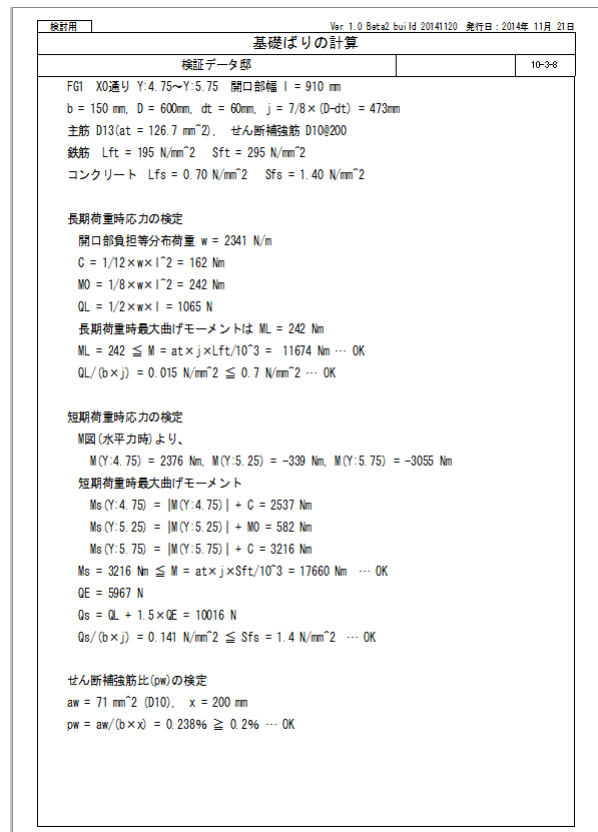 検討用 Ver 1.0 Beta2 build 20141120 発行日：2014年 11月 21日
基礎ばりの計算
検証データ邸 10-3-8
FG1 X0通り Y:4.75～Y:5.75 開口部幅 l = 910 mm
b = 150 mm, D = 600mm, dt = 60mm, j = 7/8×(D-dt) = 473mm
主筋 D13(at = 126.7 mm^2), せん断補強筋 D10@200
鉄筋 Lft = 195 N/mm^2 Sft = 295 N/mm^2
コンクリート Lfs = 0.70 N/mm^2 Sfs = 1.40 N/mm^2
長期荷重時応力の検定
開口部負担等分布荷重 w = 2341 N/m
C = 1/12×w×l^2 = 162 Nm
M0 = 1/8×w×l^2 = 242 Nm
QL = 1/2×w×l = 1065 N
長期荷重時最大曲げモーメントは ML = 242 Nm
ML = 242 ≦ M = at×j×Lft/10^3 = 11674 Nm … OK
QL/(b×j) = 0.015 N/mm^2 ≦ 0.7 N/mm^2 … OK
短期荷重時応力の検定
M図(水平力時)より、
M(Y:4.75) = 2376 Nm, M(Y:5.25) = -339 Nm, M(Y:5.75) = -3055 Nm
短期荷重時最大曲げモーメント
Ms(Y:4.75) = |M(Y:4.75)| + C = 2537 Nm
Ms(Y:5.25) = |M(Y:5.25)| + M0 = 582 Nm
Ms(Y:5.75) = |M(Y:5.75)| + C = 3216 Nm
Ms = 3216 Nm ≦ M = at×j×Sft/10^3 = 17660 Nm … OK
QE = 5967 N
Qs = QL + 1.5×QE = 10016 N
Qs/(b×j) = 0.141 N/mm^2 ≦ Sfs = 1.4 N/mm^2 … OK
せん断補強筋比(pw)の検定
aw = 71 mm^2 (D10), x = 200 mm
pw = aw/(b×x) = 0.238% ≧ 0.2% … OK